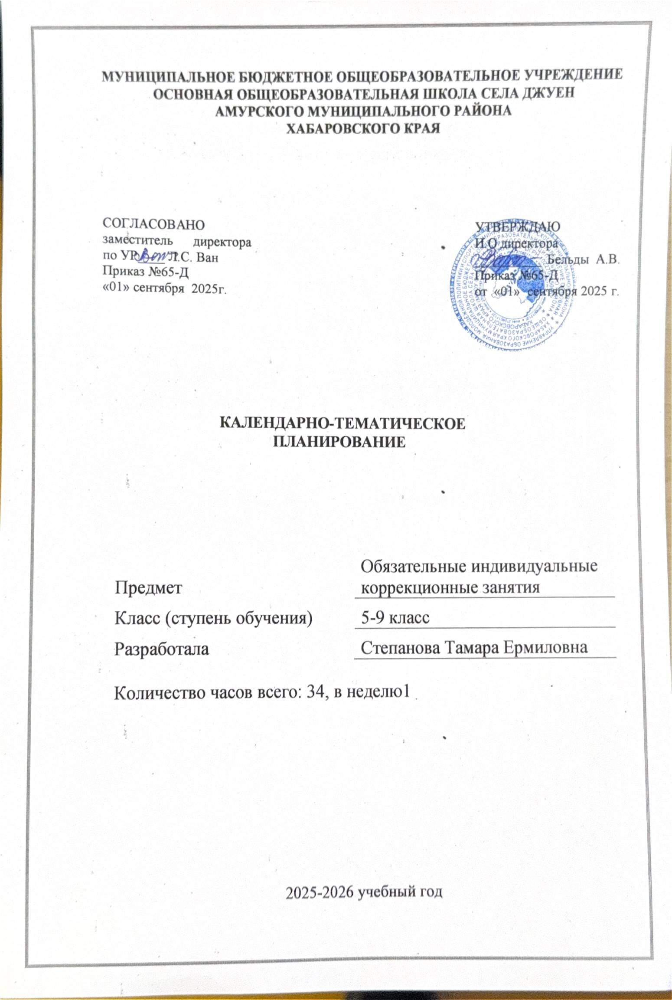 МУНИЦИПАЛЬНОЕ БЮДЖЕТНОЕ ОБЩЕОБРАЗОВАТЕЛЬНОЕ УЧРЕЖДЕНИЕ
ОСНОВНАЯ ОБЩЕОБРАЗОВАТЕЛЬНАЯ ШКОЛА СЕЛА ДЖУЕН
АМУРСКОГО МУНИЦИПАЛЬНОГО РАЙОНА
ХАБАРОВСКОГО КРАЯ
СОГЛАСОВАНО
заместитель директора
по УР Л.С. Ван
Приказ №65-Д
«01» сентября 2025г.
УТВЕРЖДАЮ
И.О директора
Бельды А.В.
Приказ №65-Д
от «01» сентября 2025 г.
КАЛЕНДАРНО-ТЕМАТИЧЕСКОЕ
ПЛАНИРОВАНИЕ
Предмет Обязательные индивидуальные
коррекционные занятия
Класс (ступень обучения) 5-9 класс
Разработала Степанова Тамара Ермиловна
Количество часов всего: 34, в неделю1
2025-2026 учебный год